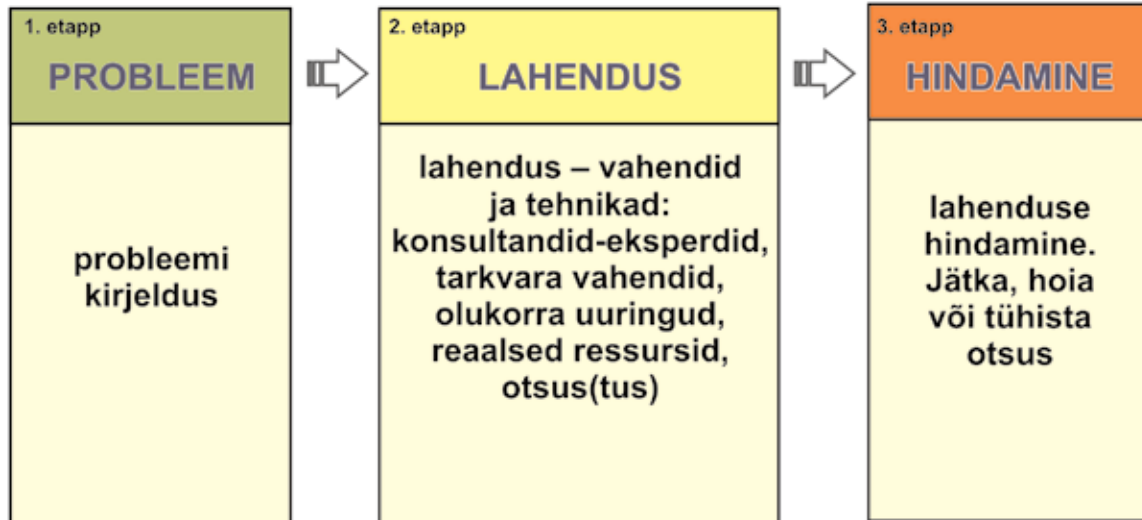 1. etapp
PROBLEEM
probleemi
kirjeldus
2. etapp
LAHENDUS
lahendus – vahendid
ja tehnikad:
konsultandid-eksperdid,
tarkvara vahendid,
olukorra uuringud,
reaalsed ressursid,
otsus(tus)
3. etapp
HINDAMINE
lahenduse
hindamine.
Jätka, hoia
või tühista
otsus